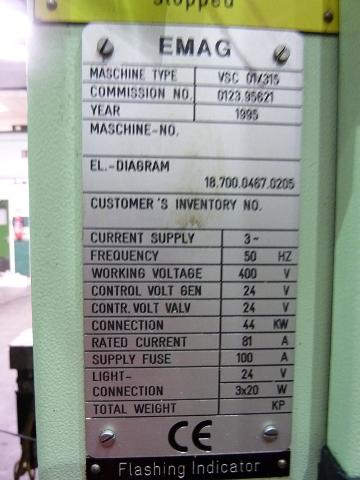 stopped
EMAG
MASCHINE TYPE VSC 01/315
COMMISSION NO. 0123.95621
YEAR 1995
MASCHINE-NO.
EL.-DIAGRAM
18.700.0467.0205
CUSTOMER'S INVENTORY NO.
CURRENT SUPPLY 3~
FREQUENCY 50 HZ
WORKING VOLTAGE 400 V
CONTROL VOLT GEN 24 V
CONTR. VOLT VALV 24 V
CONNECTION 44 KW
RATED CURRENT 81 A
SUPPLY FUSE 100 A
LIGHT- 24 V
CONNECTION 3x20 W
TOTAL WEIGHT KP
CE
Flashing Indicator